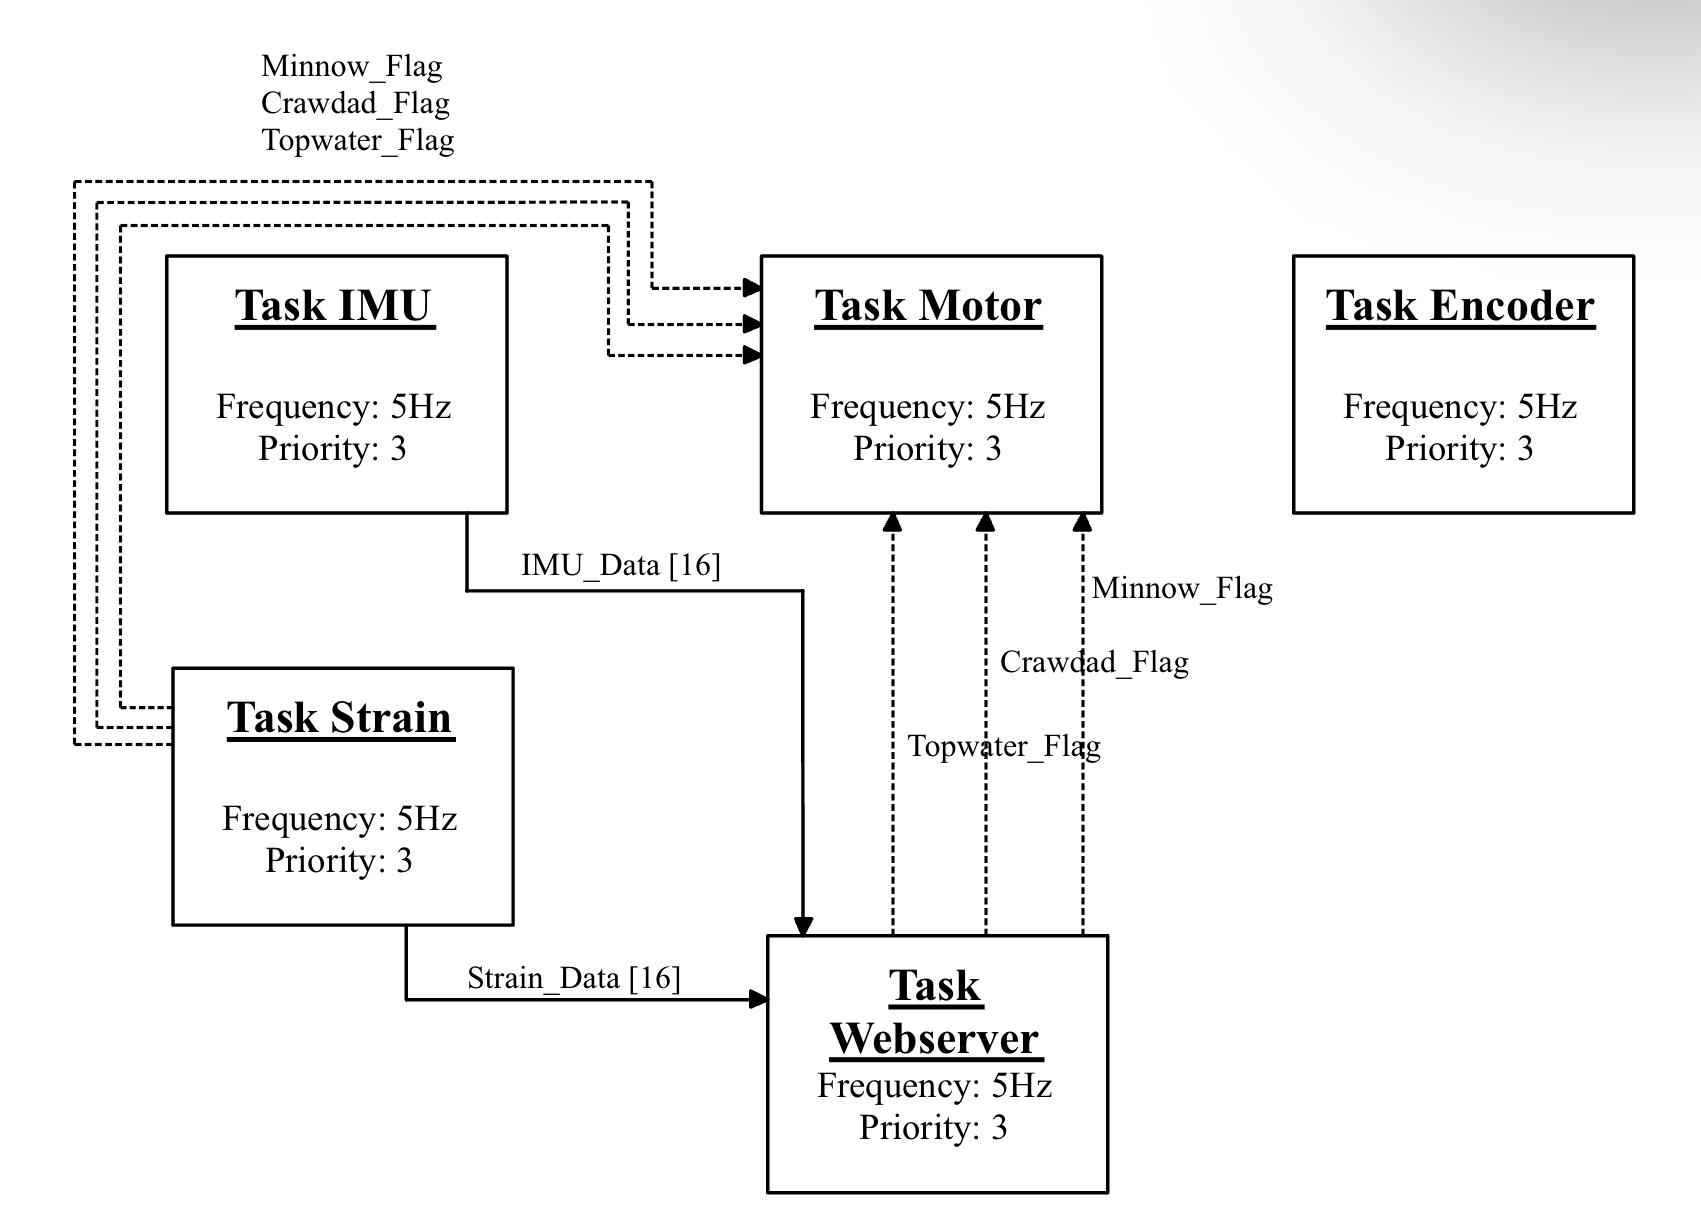 Minnow_Flag
Crawdad_Flag
Topwater_Flag
Task IMU
Frequency: 5Hz
Priority: 3
Task Motor
Frequency: 5Hz
Priority: 3
Task Encoder
Frequency: 5Hz
Priority: 3
IMU_Data [16]
Minnow_Flag
Crawdad_Flag
Topwater_Flag
Task Strain
Frequency: 5Hz
Priority: 3
Strain_Data [16]
Task
Webserver
Frequency: 5Hz
Priority: 3